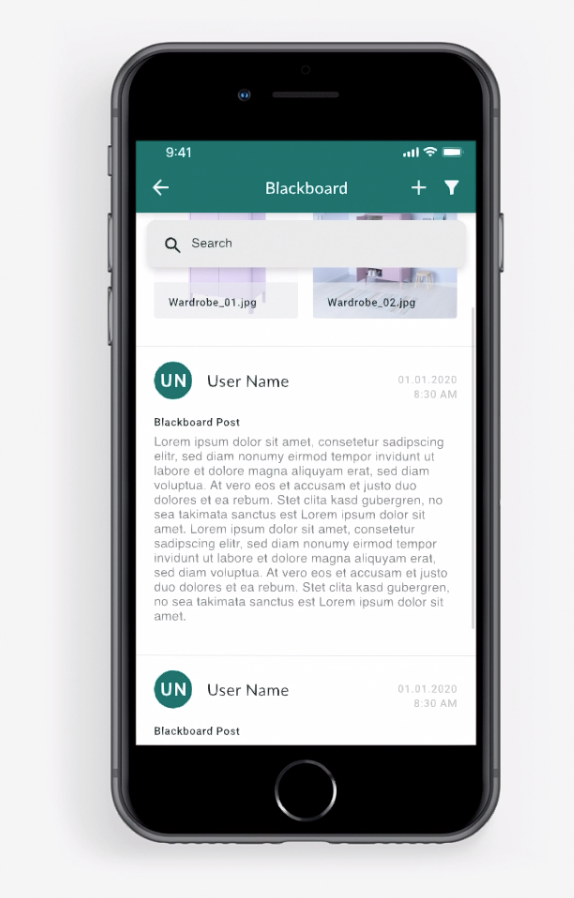 9:41
Blackboard
Search
Wardrobe_01.jpg
Wardrobe_02.jpg
UN
User Name
01.01.2020
8:30 AM
Blackboard Post
Lorem ipsum dolor sit amet, consetetur sadipscing
elitr, sed diam nonumy eirmod tempor invidunt ut
labore et dolore magna aliquyam erat, sed diam
voluptua. At vero eos et accusam et justo duo
dolores et ea rebum. Stet clita kasd gubergren, no
sea takimata sanctus est Lorem ipsum dolor sit
amet. Lorem ipsum dolor sit amet, consetetur
sadipscing elitr, sed diam nonumy eirmod tempor
invidunt ut labore et dolore magna aliquyam erat,
sed diam voluptua. At vero eos et accusam et justo
duo dolores et ea rebum. Stet clita kasd gubergren,
no sea takimata sanctus est Lorem ipsum dolor sit
amet.
UN
User Name
01.01.2020
8:30 AM
Blackboard Post